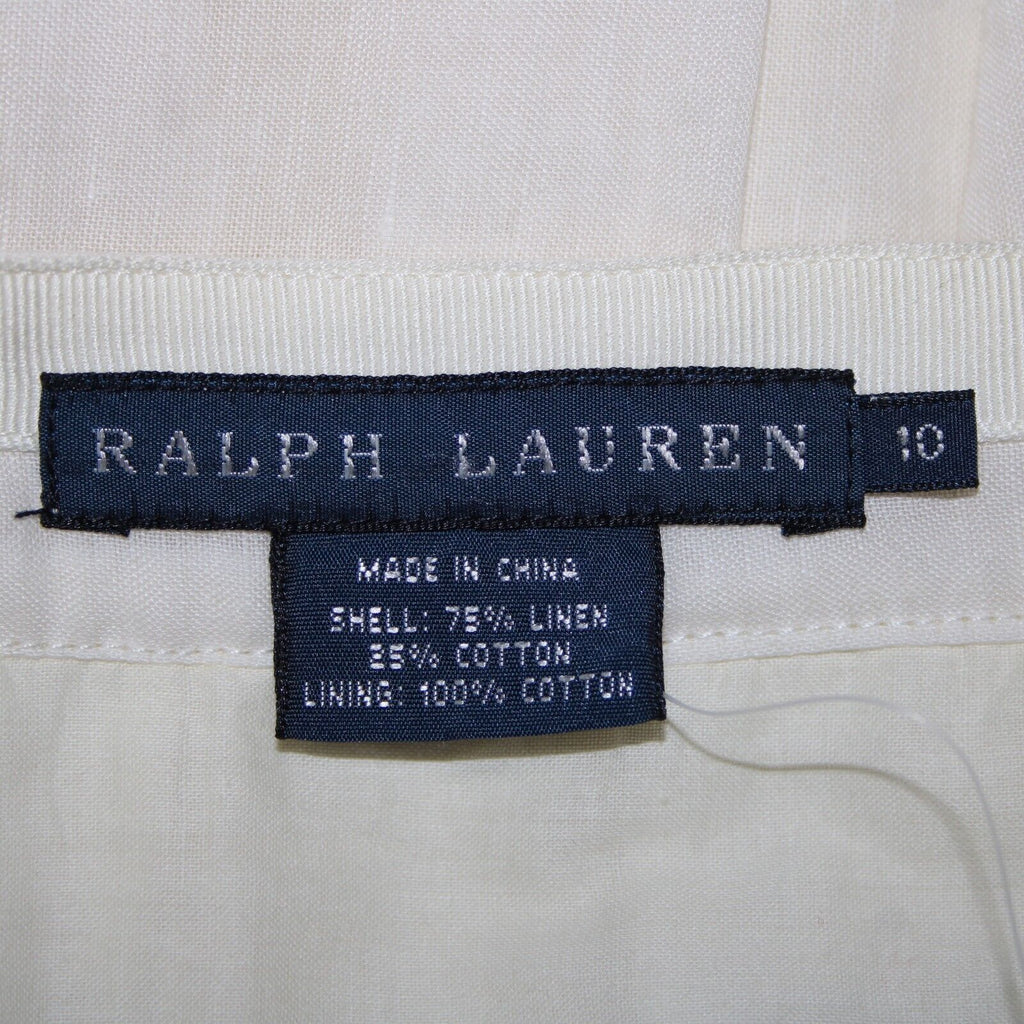 RALPH LAUREN
10
MADE IN CHINA
SHELL: 75% LINEN
25% COTTON
LINING: 100% COTTON